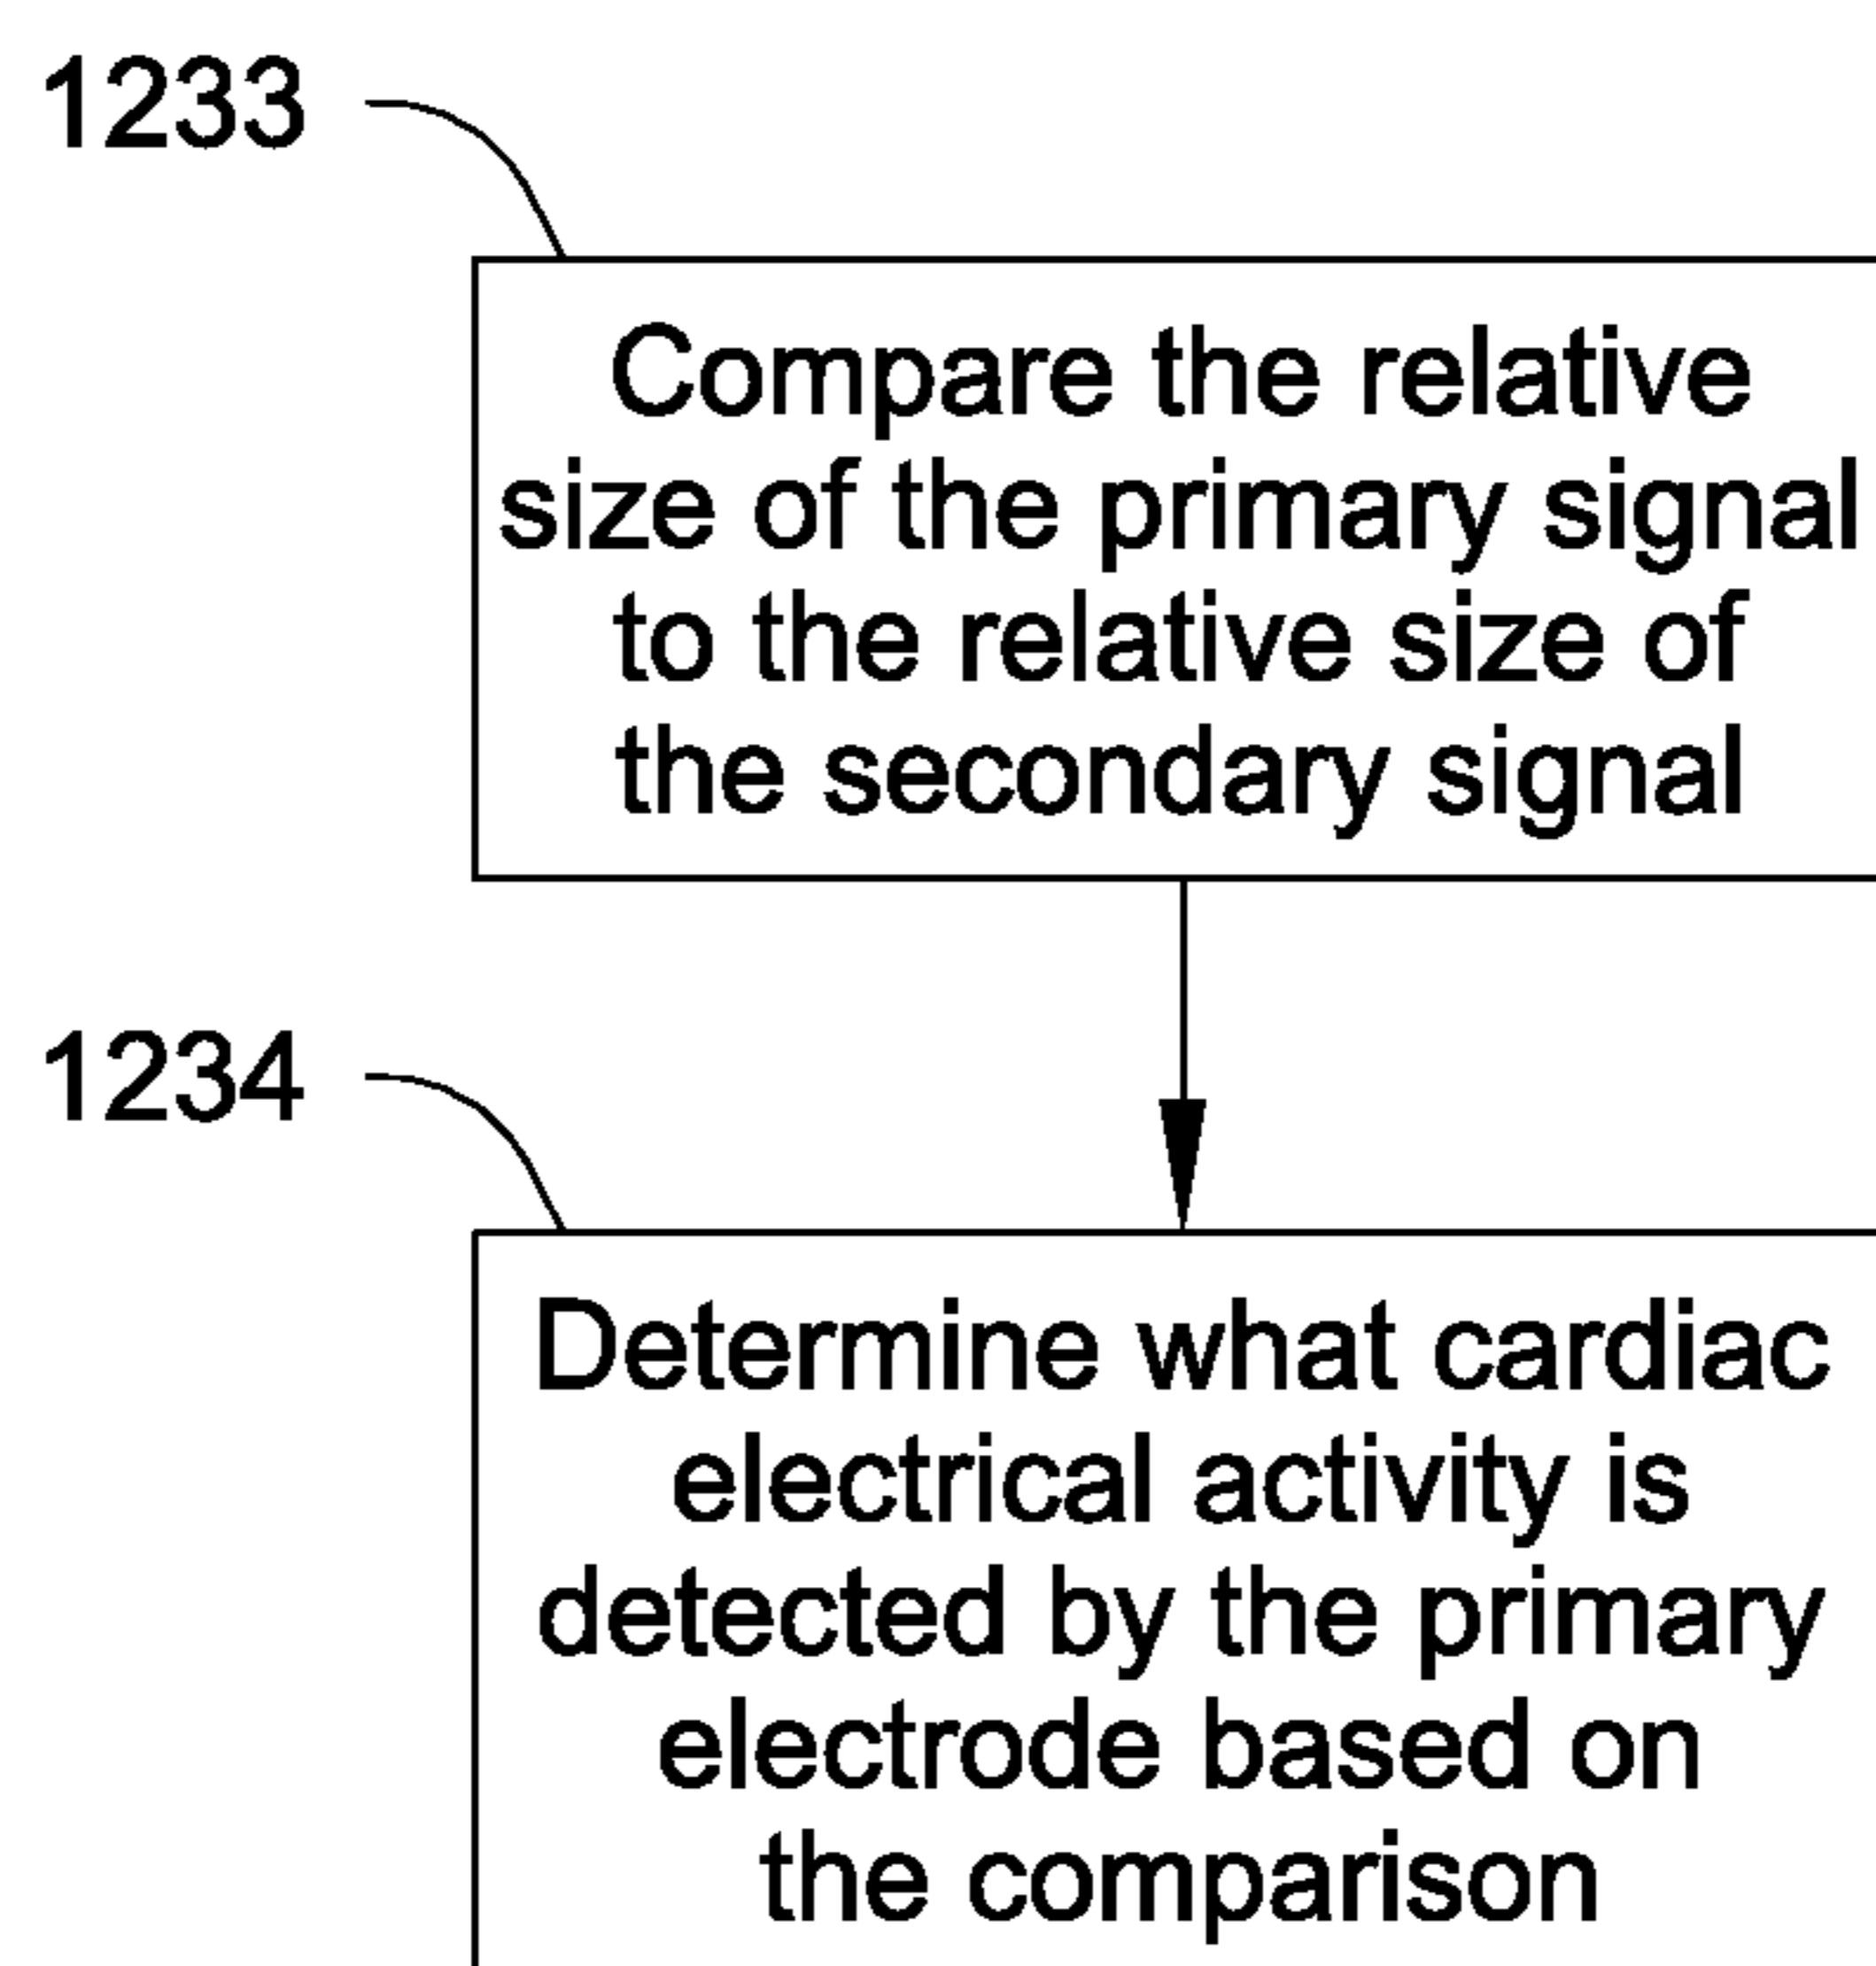 1233
Compare the relative
size of the primary signal
to the relative size of
the secondary signal
1234
Determine what cardiac
electrical activity is
detected by the primary
electrode based on
the comparison